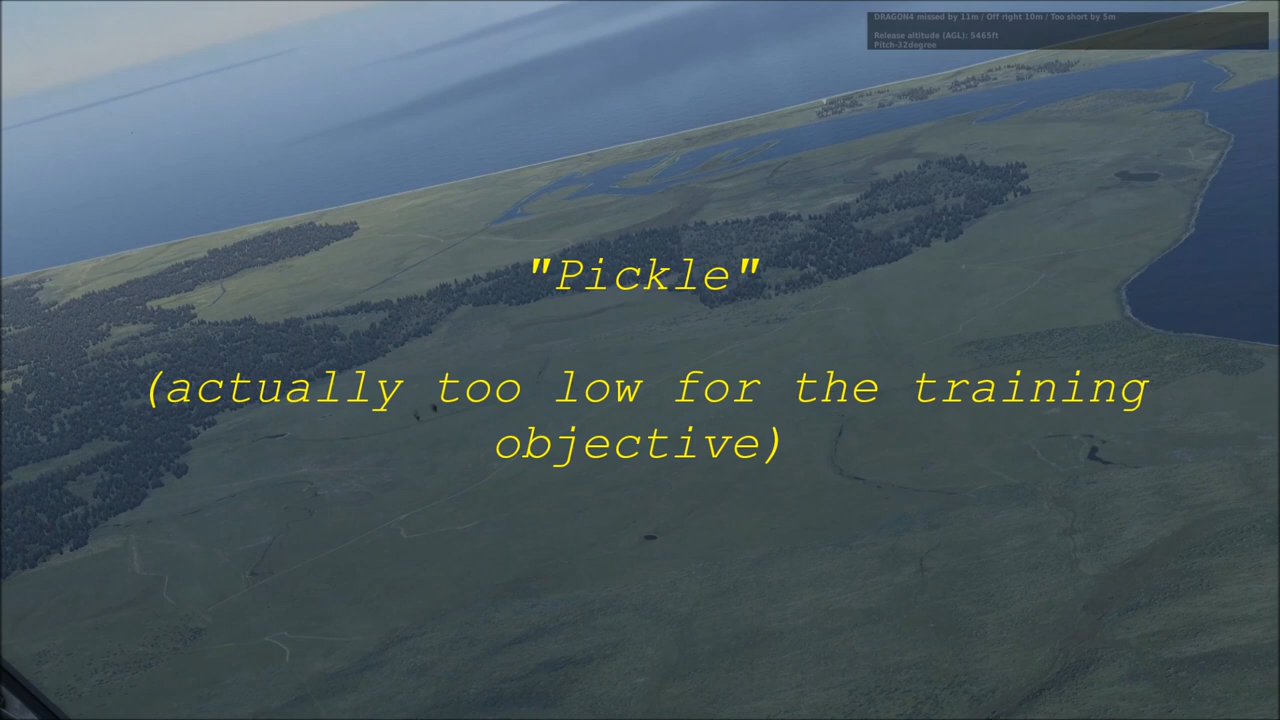 DRAGON4 missed by 11m / Off right 10m / Too short by 5m
Release altitude (AGL): 5465ft
Pitch-32degree
"Pickle"
(actually too low for the training
objective)